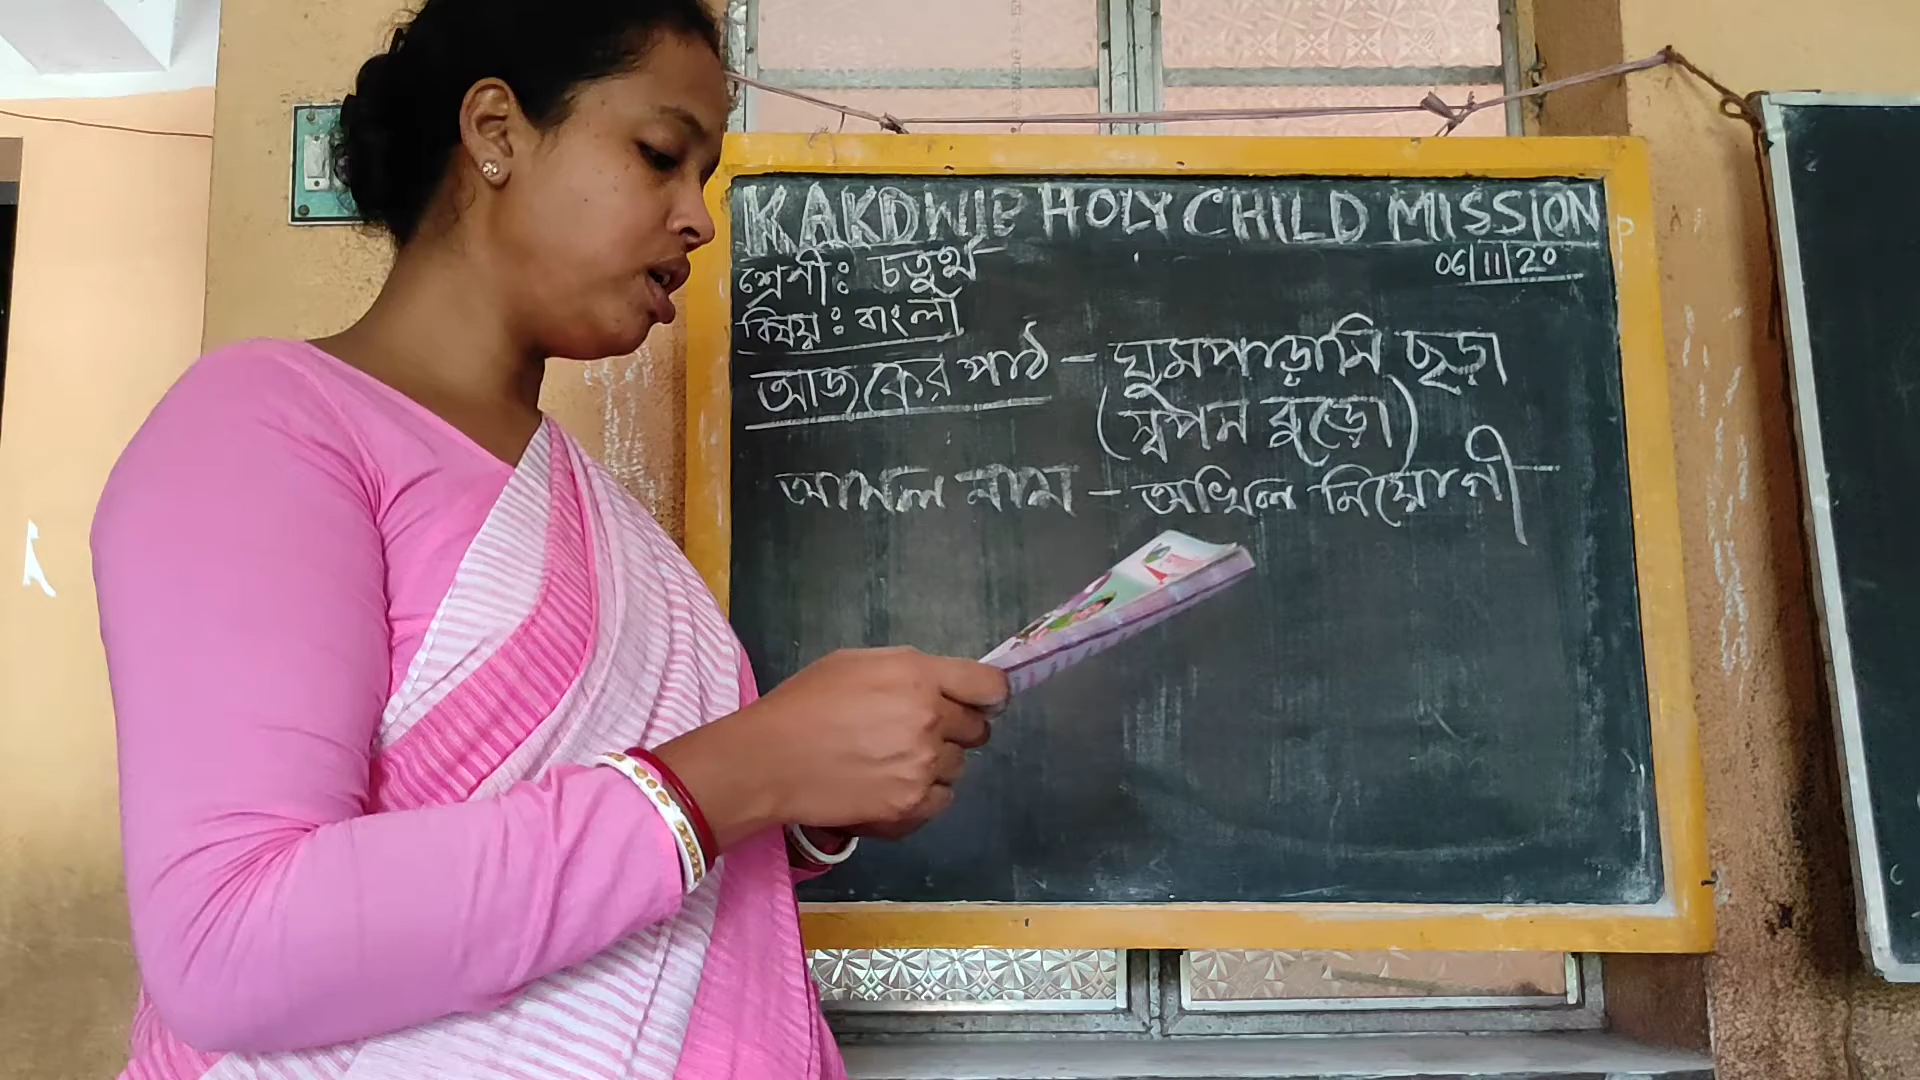 KAKDWIP HOLY CHILD MISSION
শ্রেণী: চতুর্থ
06/11/20
বিষয়: বাংলা
আজকের পাঠ - ঘুমপাড়ানি ছড়া
(স্বপন বুড়ো)
আসল নাম - অখিল নিয়োগী